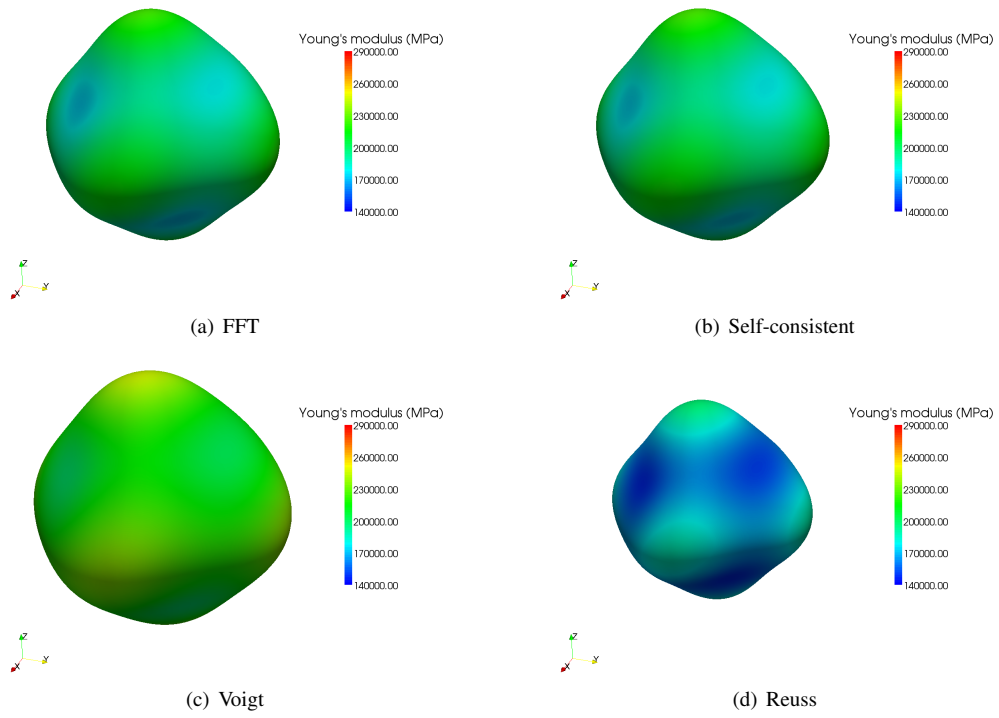 Young's modulus (MPa)
290000.00
260000.00
230000.00
200000.00
170000.00
140000.00
Z
Y
X
(a) FFT
Young's modulus (MPa)
290000.00
260000.00
230000.00
200000.00
170000.00
140000.00
Z
Y
X
(b) Self-consistent
Young's modulus (MPa)
290000.00
260000.00
230000.00
200000.00
170000.00
140000.00
Z
Y
X
(c) Voigt
Young's modulus (MPa)
290000.00
260000.00
230000.00
200000.00
170000.00
140000.00
Z
Y
X
(d) Reuss